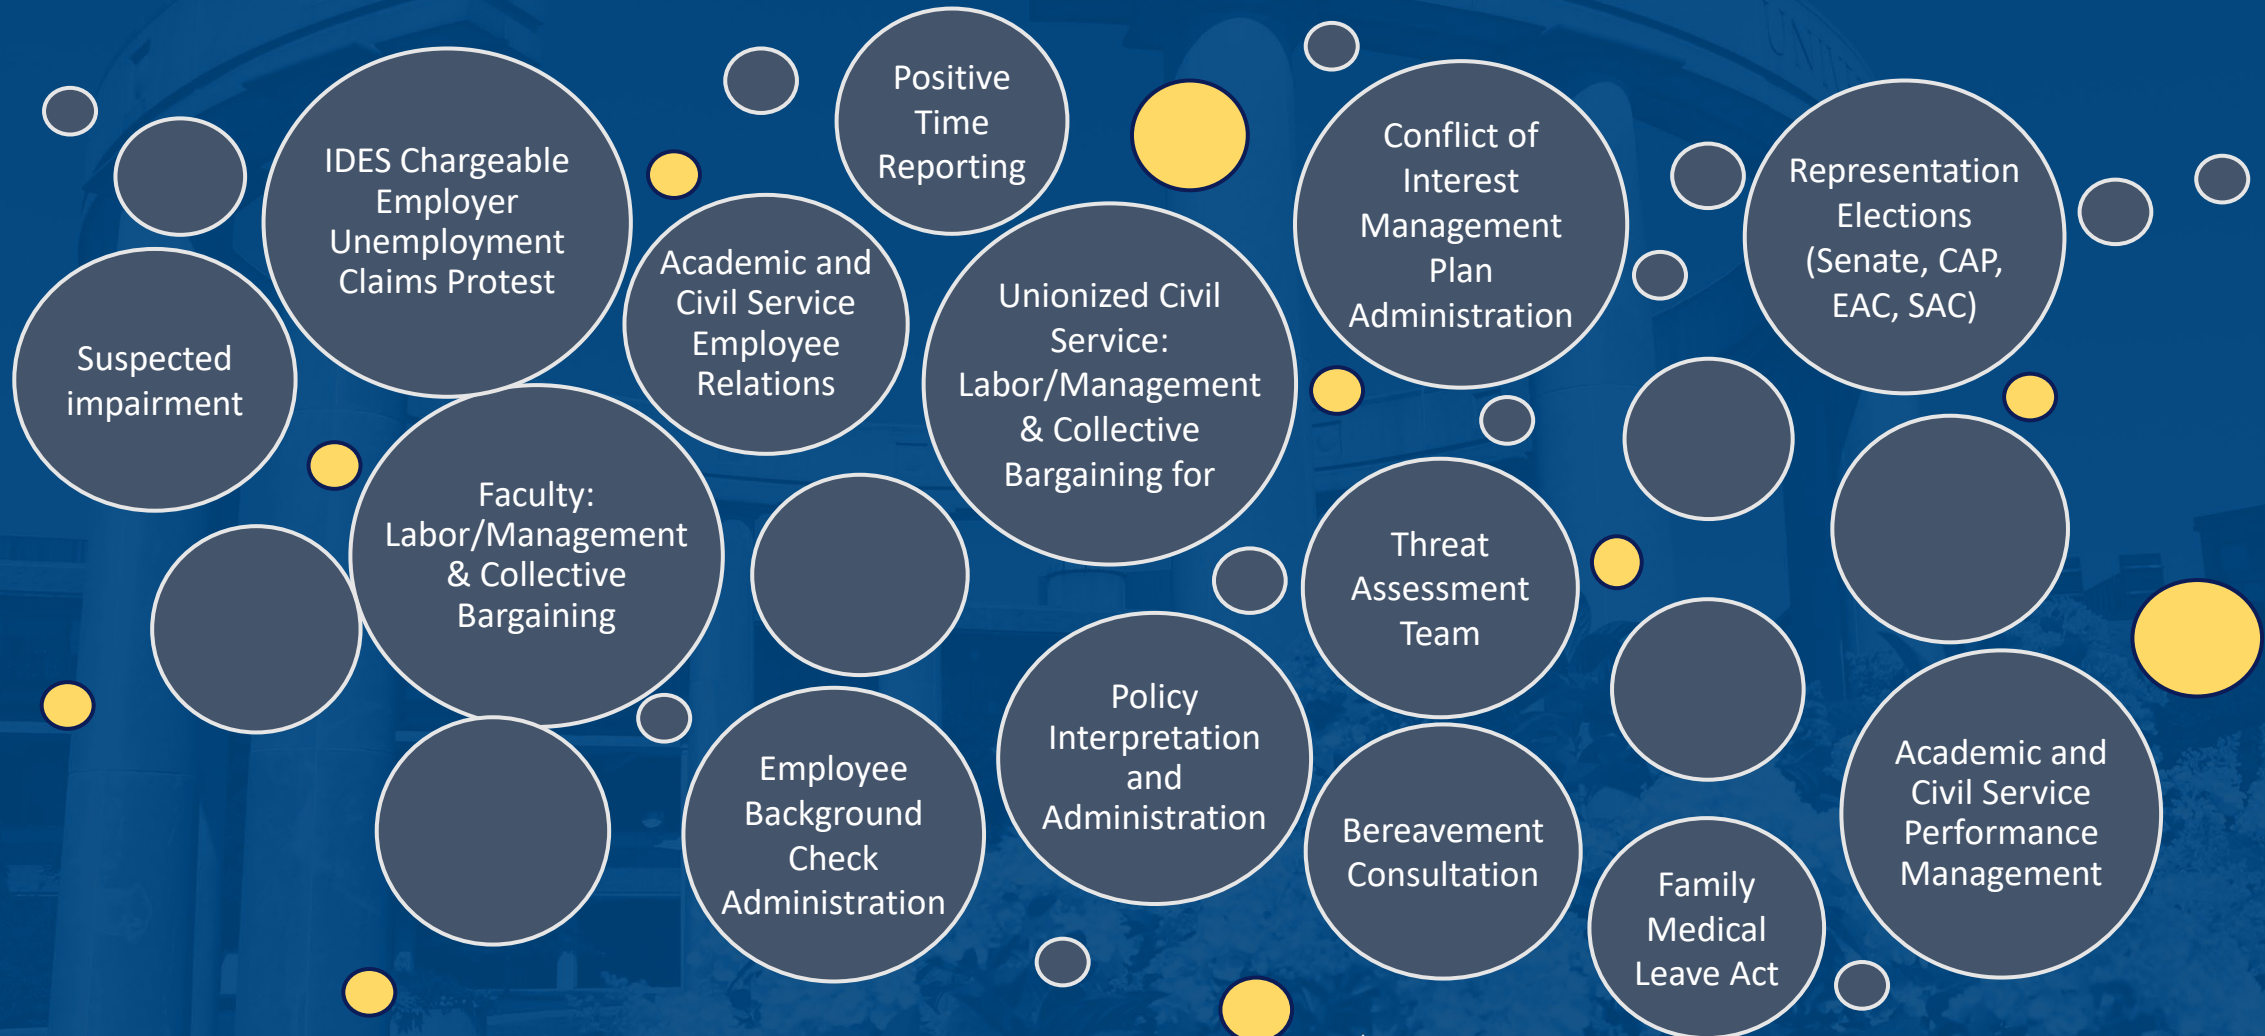 Positive
Time
Reporting
IDES Chargeable
Employer
Unemployment
Claims Protest
Conflict of
Interest
Management
Plan
Administration
Representation
Elections
(Senate, CAP,
EAC, SAC)
Academic and
Civil Service
Employee
Relations
Unionized Civil
Service:
Labor/Management
& Collective
Bargaining for
Suspected
impairment
Faculty:
Labor/Management
& Collective
Bargaining
Threat
Assessment
Team
Policy
Interpretation
and
Administration
Employee
Background
Check
Administration
Bereavement
Consultation
Family
Medical
Leave Act
Academic and
Civil Service
Performance
Management